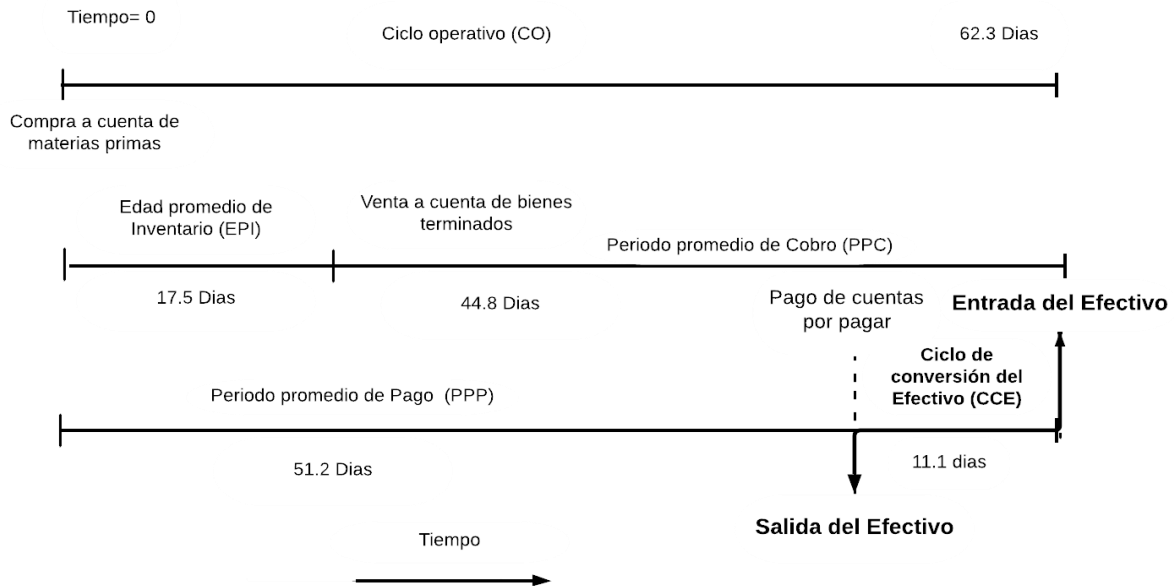 Tiempo= 0
Ciclo operativo (CO)
62.3 Dias
Compra a cuenta de
materias primas
Edad promedio de
Inventario (EPI)
Venta a cuenta de bienes
terminados
Periodo promedio de Cobro (PPC)
17.5 Dias
44.8 Dias
Pago de cuentas
por pagar
Entrada del Efectivo
Ciclo de
conversión del
Efectivo (CCE)
Periodo promedio de Pago (PPP)
51.2 Dias
11.1 dias
Salida del Efectivo
Tiempo